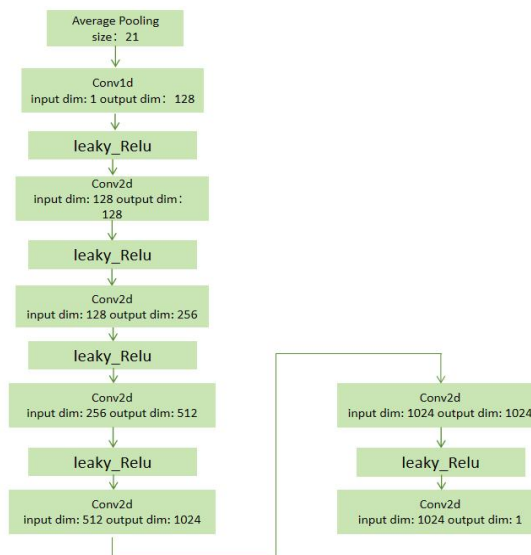 Average Pooling
size：21
Conv1d
input dim: 1 output dim：128
leaky_Relu
Conv2d
input dim: 128 output dim：
128
leaky_Relu
Conv2d
input dim: 128 output dim: 256
leaky_Relu
Conv2d
input dim: 256 output dim: 512
leaky_Relu
Conv2d
input dim: 512 output dim: 1024
Conv2d
input dim: 1024 output dim: 1024
leaky_Relu
Conv2d
input dim: 1024 output dim: 1